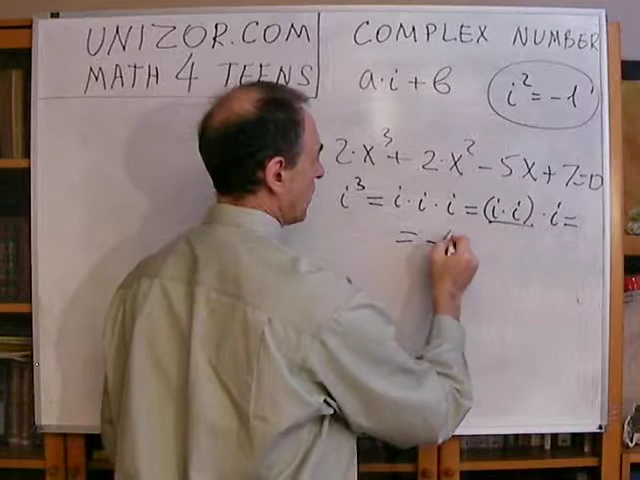 UNIZOR.COM
MATH 4 TEENS
COMPLEX NUMBER
a·i+b
i²=-1
2·x³+2·x²-5x+7=0
i³=i·i·i=(i·i)·i=
=-